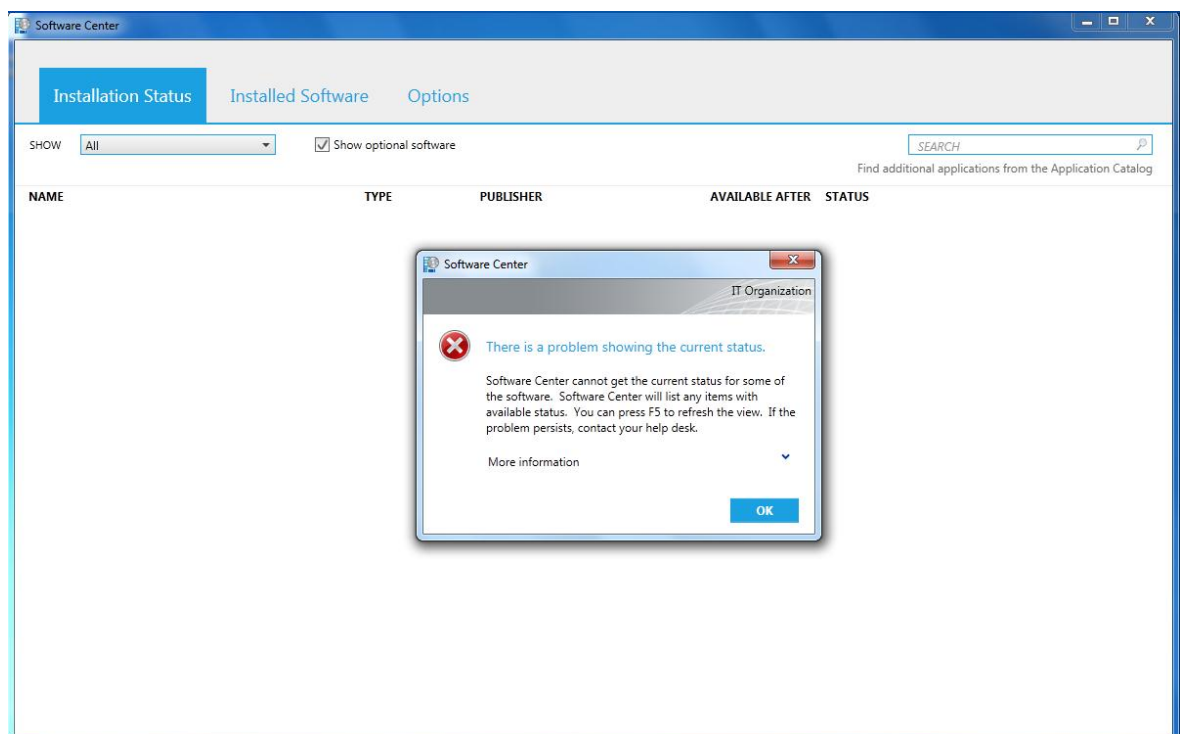 Software Center
Installation Status Installed Software Options
SHOW All Show optional software SEARCH
Find additional applications from the Application Catalog
NAME TYPE PUBLISHER AVAILABLE AFTER STATUS
Software Center
IT Organization
There is a problem showing the current status.
Software Center cannot get the current status for some of
the software. Software Center will list any items with
available status. You can press F5 to refresh the view. If the
problem persists, contact your help desk.
More information
OK